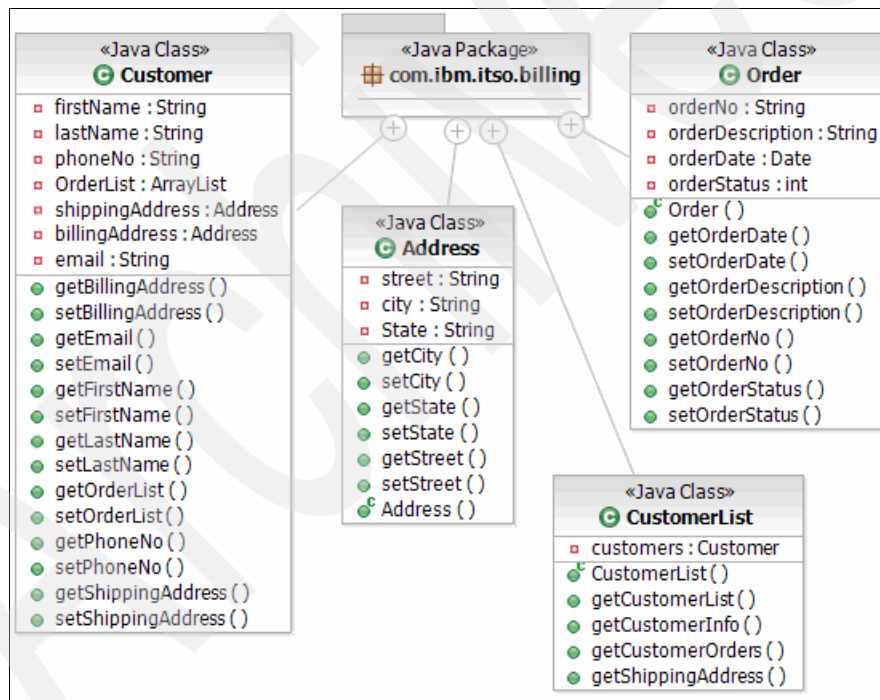 «Java Class»
Customer
firstName : String
lastName : String
phoneNo : String
OrderList : ArrayList
shippingAddress : Address
billingAddress : Address
email : String
getBillingAddress ( )
setBillingAddress ( )
getEmail ( )
setEmail ( )
getFirstName ( )
setFirstName ( )
getLastName ( )
setLastName ( )
getOrderList ( )
setOrderList ( )
getPhoneNo ( )
setPhoneNo ( )
getShippingAddress ( )
setShippingAddress ( )
«Java Package»
com.ibm.itso.billing
«Java Class»
Address
street : String
city : String
State : String
getCity ( )
setCity ( )
getState ( )
setState ( )
getStreet ( )
setStreet ( )
Address ( )
«Java Class»
Order
orderNo : String
orderDescription : String
orderDate : Date
orderStatus : int
Order ( )
getOrderDate ( )
setOrderDate ( )
getOrderDescription ( )
setOrderDescription ( )
getOrderNo ( )
setOrderNo ( )
getOrderStatus ( )
setOrderStatus ( )
«Java Class»
CustomerList
customers : Customer
CustomerList ( )
getCustomerList ( )
getCustomerInfo ( )
getCustomerOrders ( )
getShippingAddress ( )